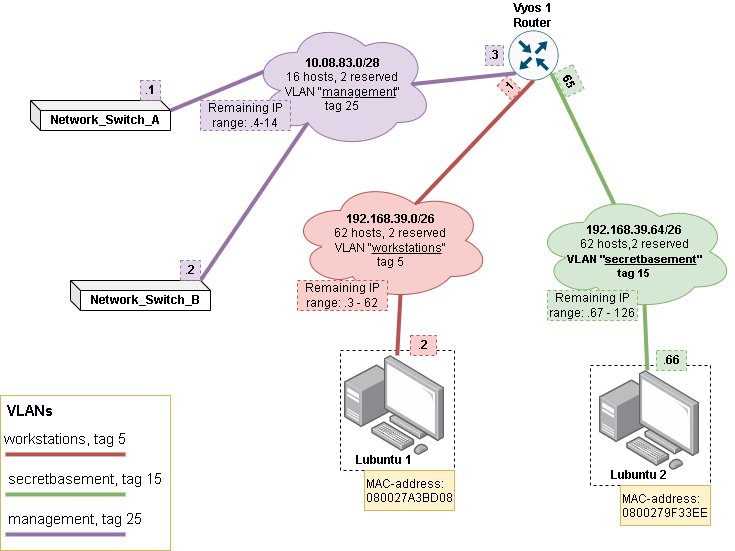 Vyos 1
Router
10.08.83.0/28
16 hosts, 2 reserved
VLAN "management"
tag 25
.3
.1
65
.1
Remaining IP
range: .4-14
Network_Switch_A
192.168.39.0/26
62 hosts, 2 reserved
VLAN "workstations"
tag 5
192.168.39.64/26
62 hosts,2 reserved
VLAN "secretbasement"
tag 15
.2
Network_Switch_B
Remaining IP
range: .3 - 62
Remaining IP
range: .67 - 126
.2
.66
Lubuntu 1
MAC-address:
080027A3BD08
Lubuntu 2
MAC-address:
0800279F33EE
VLANs
workstations, tag 5
secretbasement, tag 15
management, tag 25